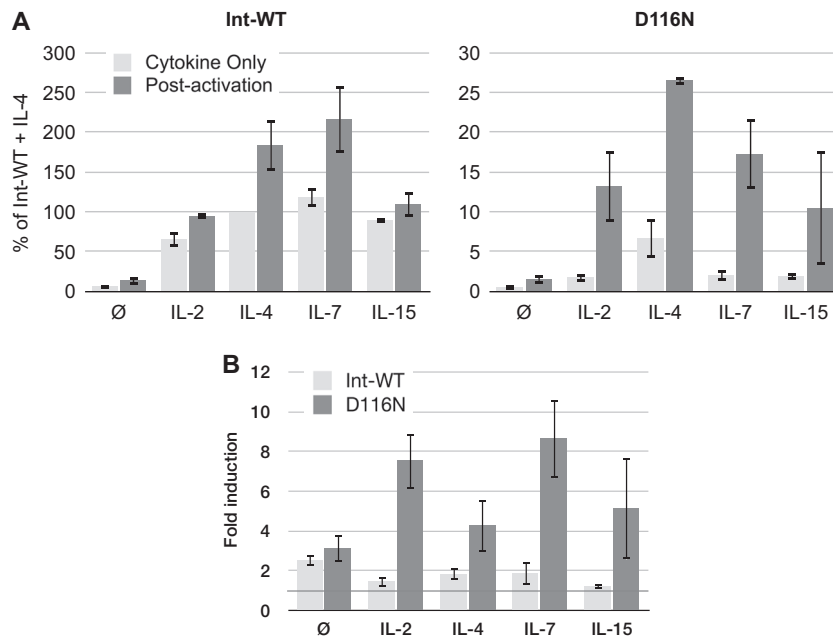 A
Int-WT
D116N
% of Int-WT + IL-4
300
250
200
150
100
50
0
Cytokine Only
Post-activation
Ø IL-2 IL-4 IL-7 IL-15
30
25
20
15
10
5
0
Ø IL-2 IL-4 IL-7 IL-15
B
Fold induction
12
10
8
6
4
2
0
Int-WT
D116N
Ø IL-2 IL-4 IL-7 IL-15